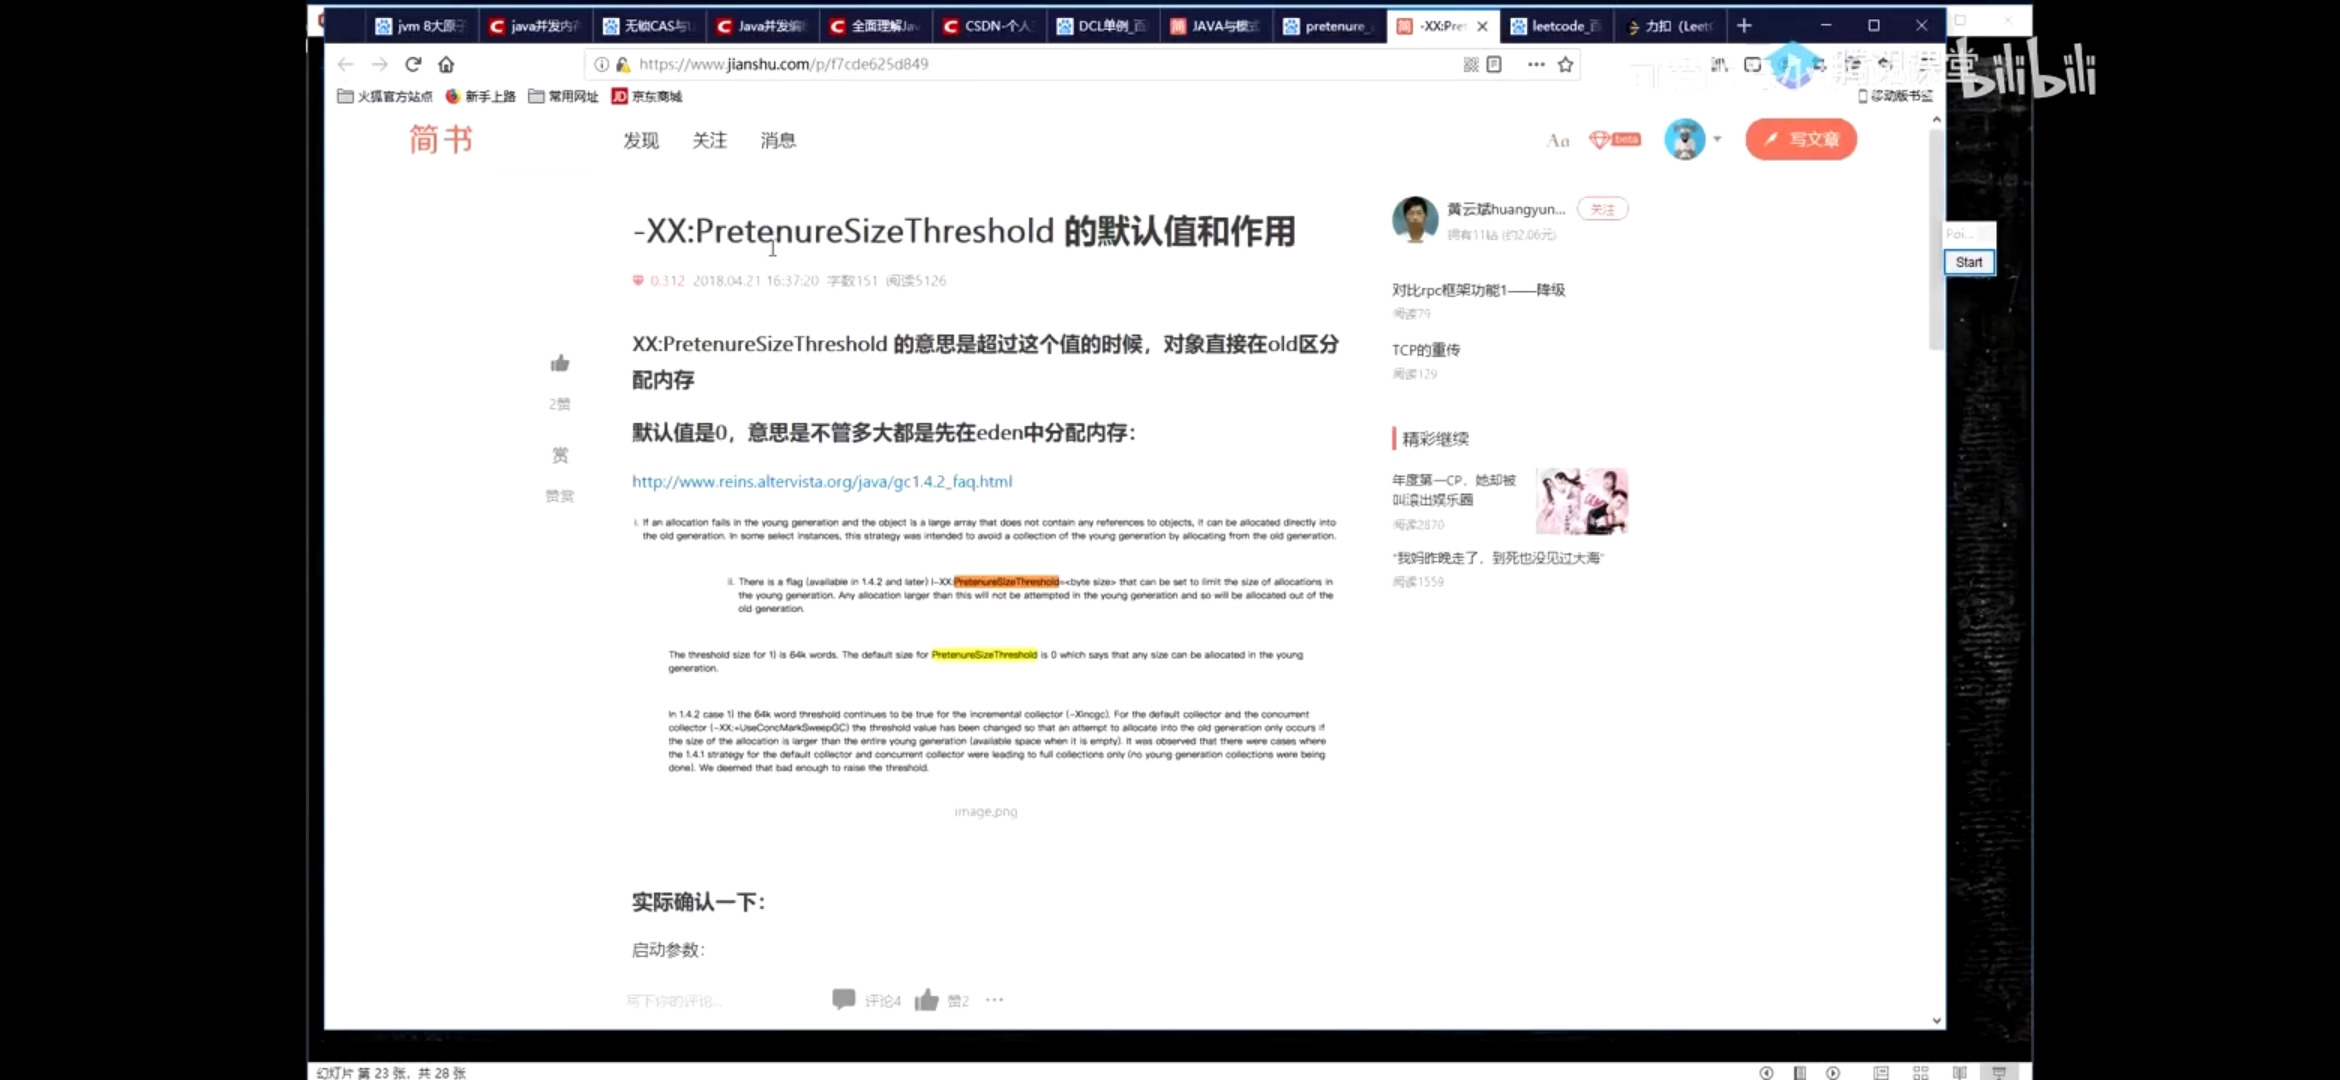 jvm 8大原子
java并发内存
无锁CAS与U
Java并发编
全面理解Jav
CSDN-个人
DCL单例_百
JAVA与模式
pretenure_
-XX:Pret
leetcode_百
力扣 (LeetC
https://www.jianshu.com/p/f7cde625d849
腾讯课堂
bilibili
火狐官方站点
新手上路
常用网址
JD 京东商城
移动版书签
简书
发现
关注
消息
Aa
beta
写文章
-XX:PretenureSizeThreshold 的默认值和作用
0.312 2018.04.21 16:37:20 字数151 阅读5126
XX:PretenureSizeThreshold 的意思是超过这个值的时候，对象直接在old区分
配内存
默认值是0，意思是不管多大都是先在eden中分配内存：
http://www.reins.altervista.org/java/gc1.4.2_faq.html
i. If an allocation fails in the young generation and the object is a large array that does not contain any references to objects, it can be allocated directly into
the old generation. In some select instances, this strategy was intended to avoid a collection of the young generation by allocating from the old generation.
ii. There is a flag (available in 1.4.2 and later) l-XX:PretenureSizeThreshold=<byte size> that can be set to limit the size of allocations in
the young generation. Any allocation larger than this will not be attempted in the young generation and so will be allocated out of the
old generation.
The threshold size for 1) is 64k words. The default size for PretenureSizeThreshold is 0 which says that any size can be allocated in the young
generation.
In 1.4.2 case 1) the 64k word threshold continues to be true for the incremental collector (-Xincgc). For the default collector and the concurrent
collector (-XX:+UseConcMarkSweepGC) the threshold value has been changed so that an attempt to allocate into the old generation only occurs if
the size of the allocation is larger than the entire young generation (available space when it is empty). It was observed that there were cases where
the 1.4.1 strategy for the default collector and concurrent collector were leading to full collections only (no young generation collections were being
done). We deemed that bad enough to raise the threshold.
image.png
实际确认一下：
启动参数：
写下你的评论...
评论4
赞2
2赞
赏
赞赏
黄云斌huangyun...
关注
拥有11钻 (约2.06元)
对比rpc框架功能1——降级
阅读79
TCP的重传
阅读129
精彩继续
年度第一CP，她却被
叫滚出娱乐圈
阅读2870
“我妈昨晚走了，到死也没见过大海”
阅读1559
Poi...
Start
幻灯片 第 23 张，共 28 张